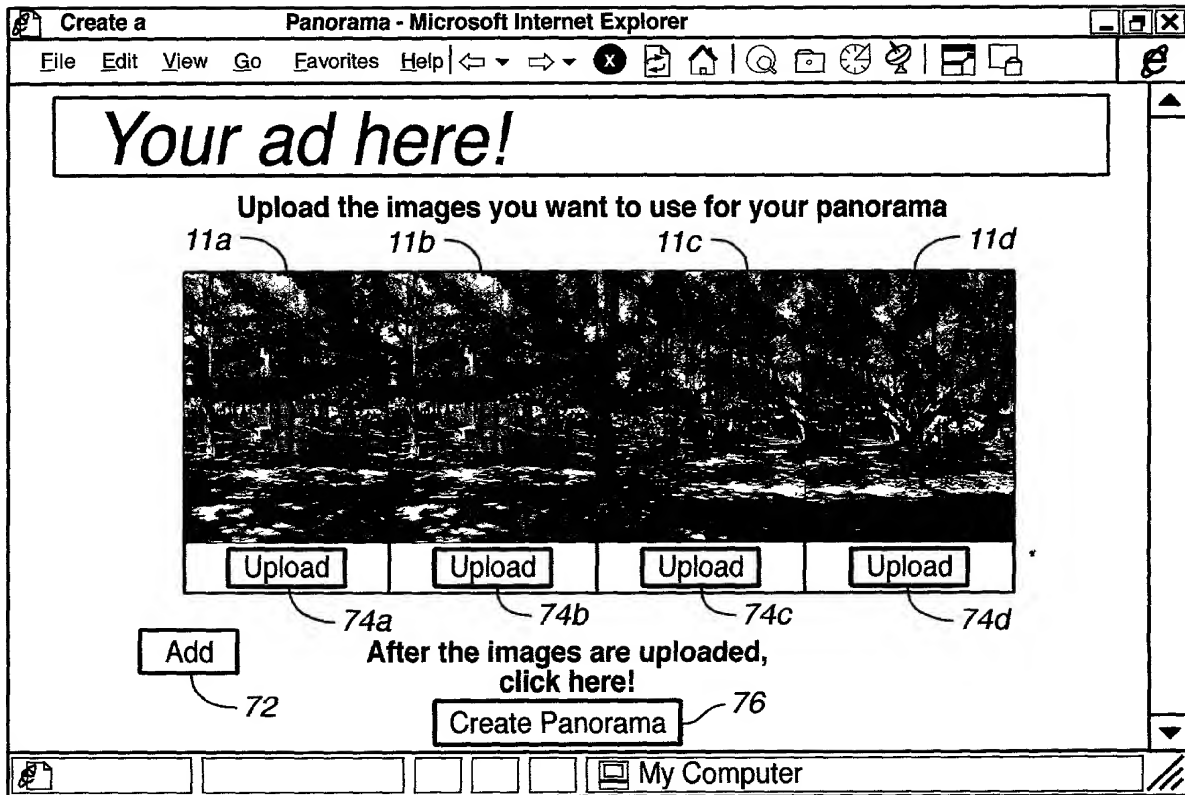 Create a Panorama - Microsoft Internet Explorer
File Edit View Go Favorites Help
x
Your ad here!
Upload the images you want to use for your panorama
11a 11b 11c 11d
Upload Upload Upload Upload
74a 74b 74c 74d
Add
72
After the images are uploaded,
click here!
Create Panorama
76
My Computer